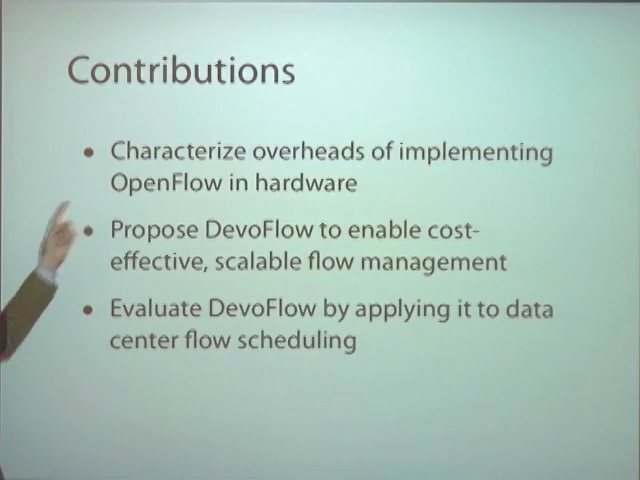 Contributions
• Characterize overheads of implementing
OpenFlow in hardware
• Propose DevoFlow to enable cost-
effective, scalable flow management
• Evaluate DevoFlow by applying it to data
center flow scheduling